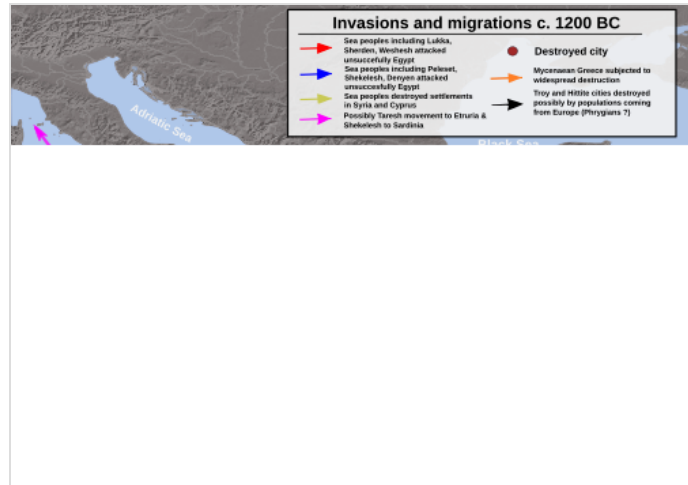 Invasions and migrations c. 1200 BC
Sea peoples including Lukka,
Sherden, Weshesh attacked
unsuccefully Egypt
Sea peoples including Peleset,
Shekelesh, Denyen attacked
unsuccesfully Egypt
Sea peoples destroyed settlements
in Syria and Cyprus
Possibly Taresh movement to Etruria &
Shekelesh to Sardinia
Destroyed city
Mycenaean Greece subjected to
widespread destruction
Troy and Hittite cities destroyed
possibly by populations coming
from Europe (Phrygians ?)
Adriatic Sea
Black Sea